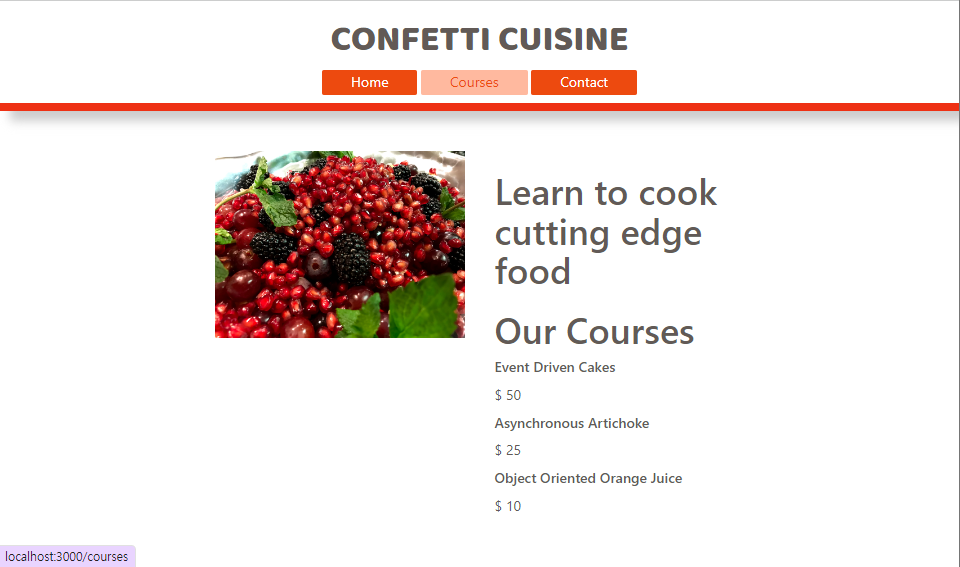 CONFETTI CUISINE
Home Courses Contact
Learn to cook
cutting edge
food
Our Courses
Event Driven Cakes
$ 50
Asynchronous Artichoke
$ 25
Object Oriented Orange Juice
$ 10
localhost:3000/courses